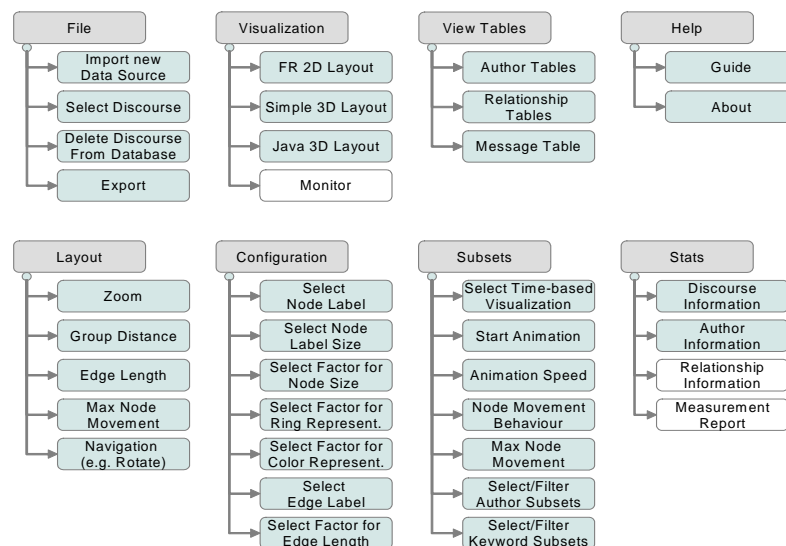 File
Import new
Data Source
Select Discourse
Delete Discourse
From Database
Export
Visualization
FR 2D Layout
Simple 3D Layout
Java 3D Layout
Monitor
View Tables
Author Tables
Relationship
Tables
Message Table
Help
Guide
About
Layout
Zoom
Group Distance
Edge Length
Max Node
Movement
Navigation
(e.g. Rotate)
Configuration
Select
Node Label
Select Node
Label Size
Select Factor for
Node Size
Select Factor for
Ring Represent.
Select Factor for
Color Represent.
Select
Edge Label
Select Factor for
Edge Length
Subsets
Select Time-based
Visualization
Start Animation
Animation Speed
Node Movement
Behaviour
Max Node
Movement
Select/Filter
Author Subsets
Select/Filter
Keyword Subsets
Stats
Discourse
Information
Author
Information
Relationship
Information
Measurement
Report